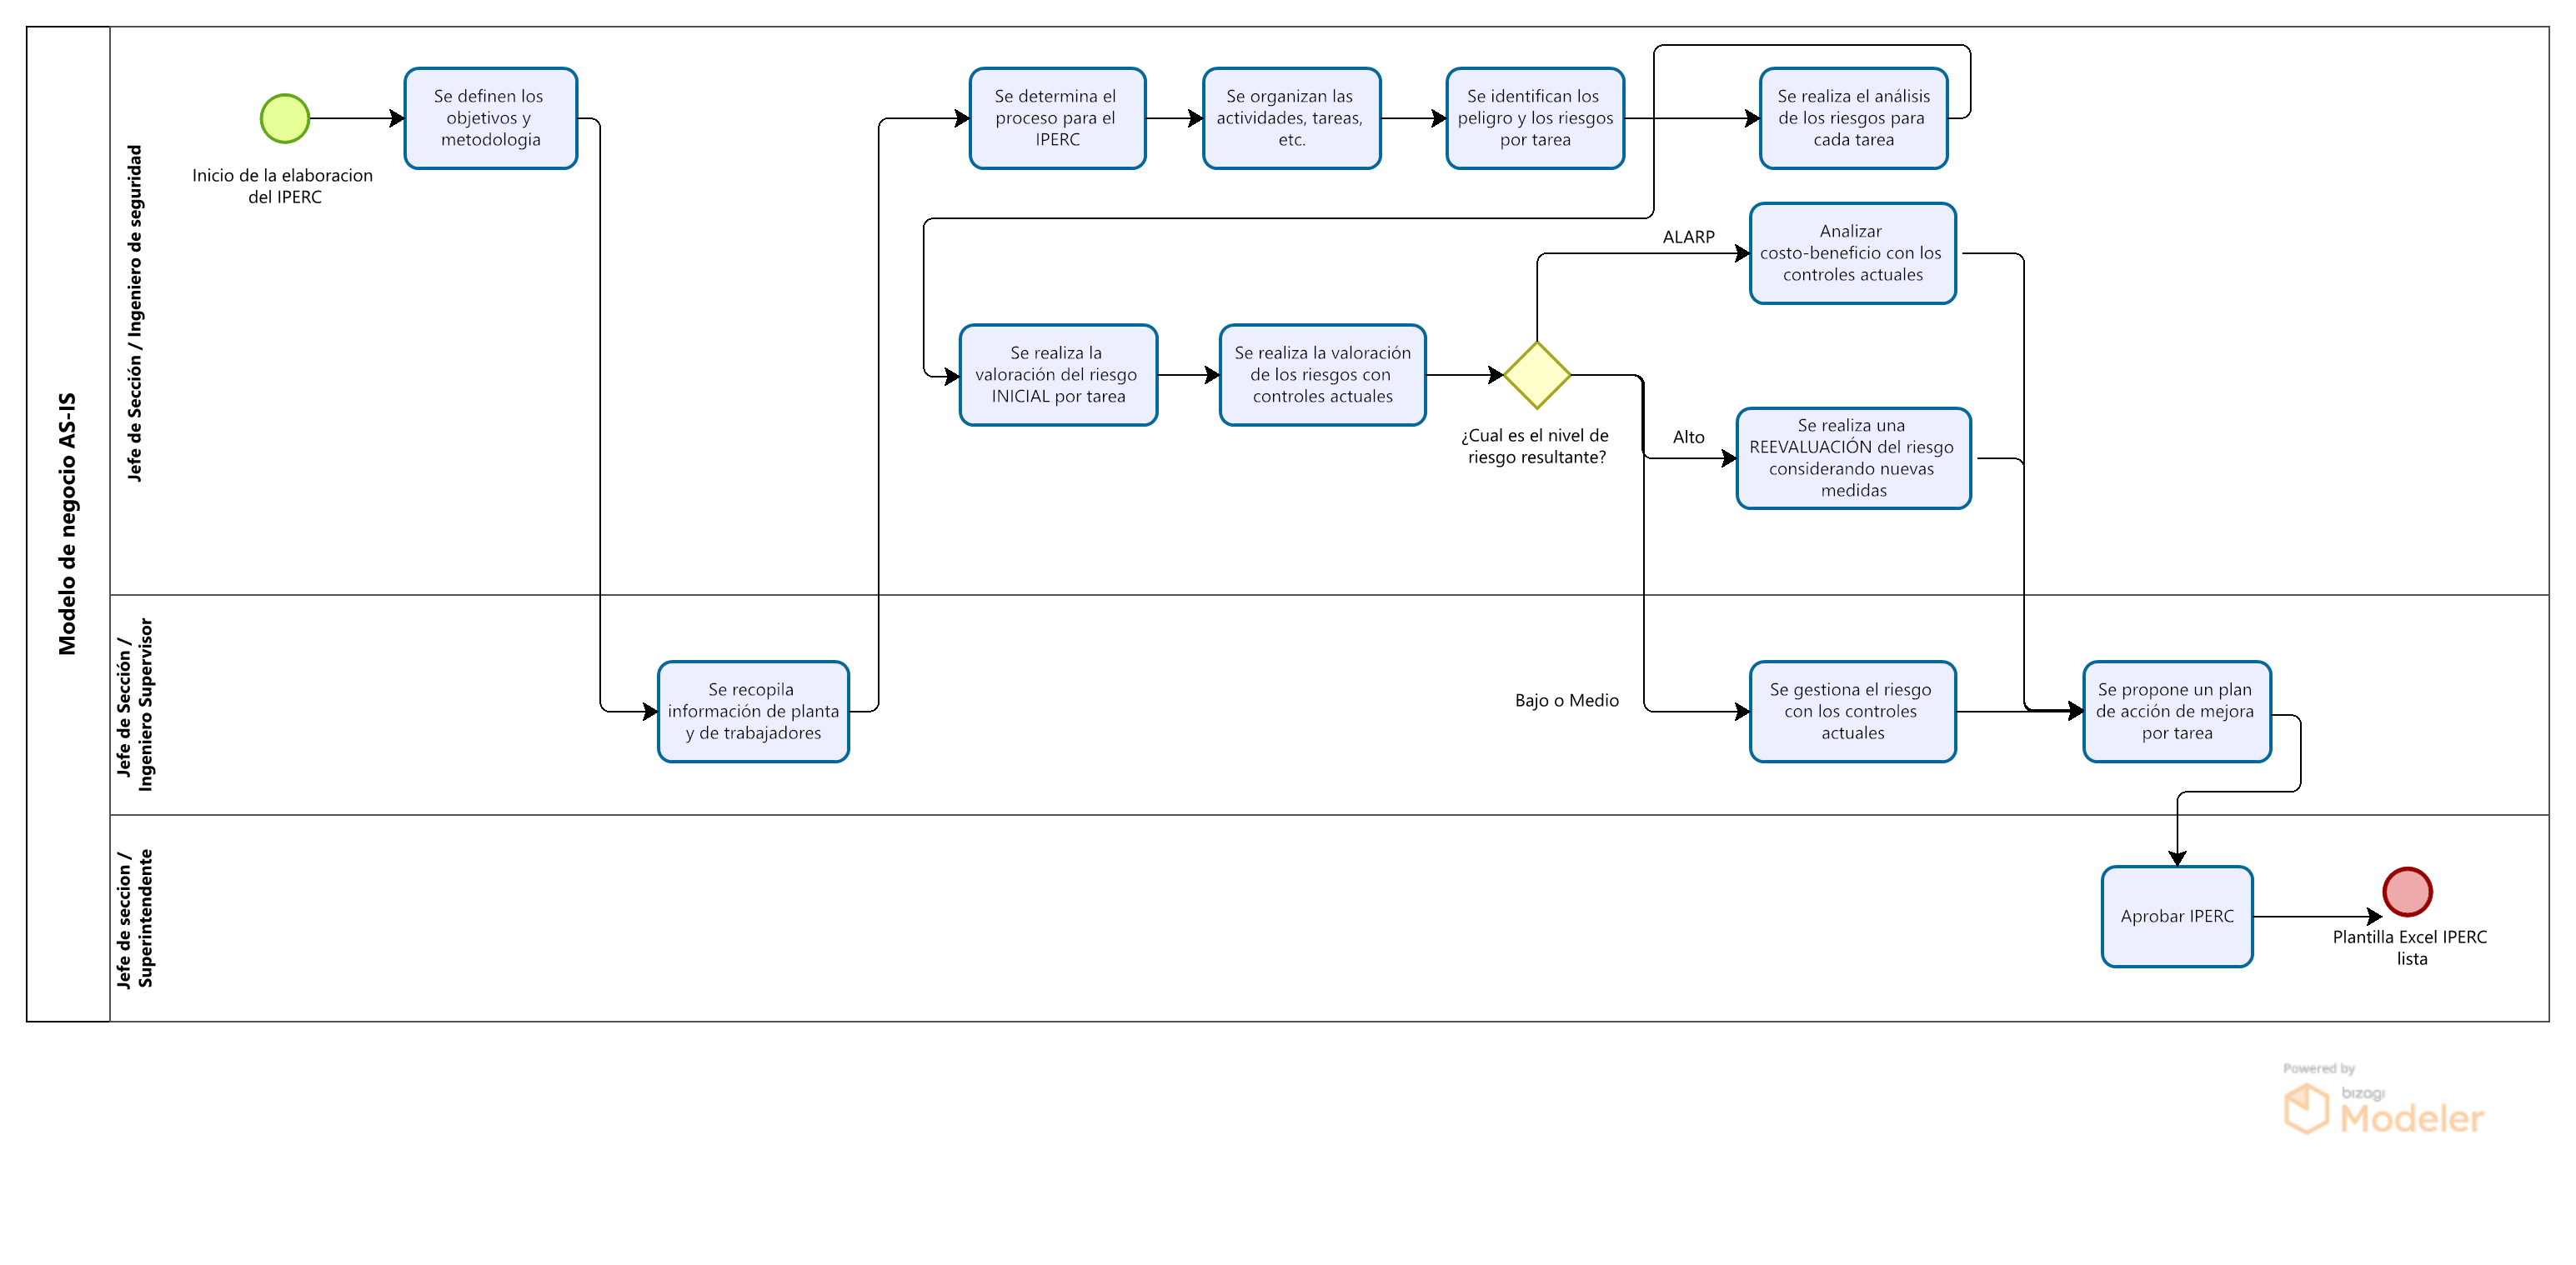 Modelo de negocio AS-IS
Jefe de Sección / Ingeniero de seguridad
Inicio de la elaboracion
del IPERC
Se definen los
objetivos y
metodologia
Se determina el
proceso para el
IPERC
Se organizan las
actividades, tareas,
etc.
Se identifican los
peligro y los riesgos
por tarea
Se realiza el análisis
de los riesgos para
cada tarea
ALARP
Analizar
costo-beneficio con los
controles actuales
Se realiza la
valoración del riesgo
INICIAL por tarea
Se realiza la valoración
de los riesgos con
controles actuales
¿Cual es el nivel de
riesgo resultante?
Alto
Se realiza una
REEVALUACIÓN del riesgo
considerando nuevas
medidas
Jefe de Sección /
Ingeniero Supervisor
Se recopila
información de planta
y de trabajadores
Bajo o Medio
Se gestiona el riesgo
con los controles
actuales
Se propone un plan
de acción de mejora
por tarea
Jefe de seccion /
Superintendente
Aprobar IPERC
Plantilla Excel IPERC
lista
Powered by
bizagi
Modeler